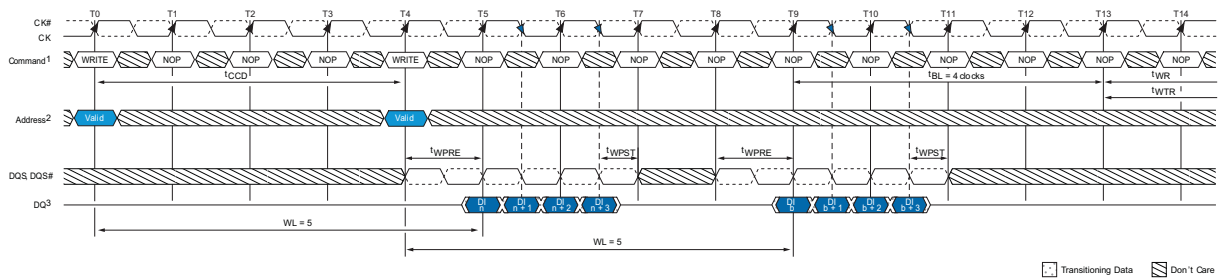 T0 T1 T2 T3 T4 T5 T6 T7 T8 T9 T10 T11 T12 T13 T14
CK#
CK
Command1 WRITE NOP NOP NOP WRITE NOP NOP NOP NOP NOP NOP NOP NOP NOP NOP
tCCD tBL = 4 clocks tWR
tWTR
Address2 Valid Valid
tWPRE tWPST tWPRE tWPST
DQS, DQS#
DQ3 DI n DI n + 1 DI n + 2 DI n + 3 DI b DI b + 1 DI b + 2 DI b + 3
WL = 5
WL = 5
Transitioning Data Don't Care